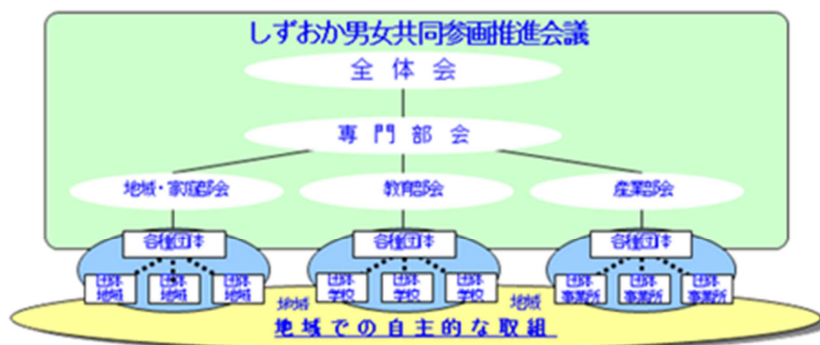 しずおか男女共同参画推進会議
全体会
専門部会
地域・家庭部会 教育部会 産業部会
各種団体 各種団体 各種団体
団体 団体 団体 団体 団体 団体 団体 団体 団体
地域 地域 地域 学校 学校 学校 事業所 事業所 事業所
地域 地域
地域での自主的な取組